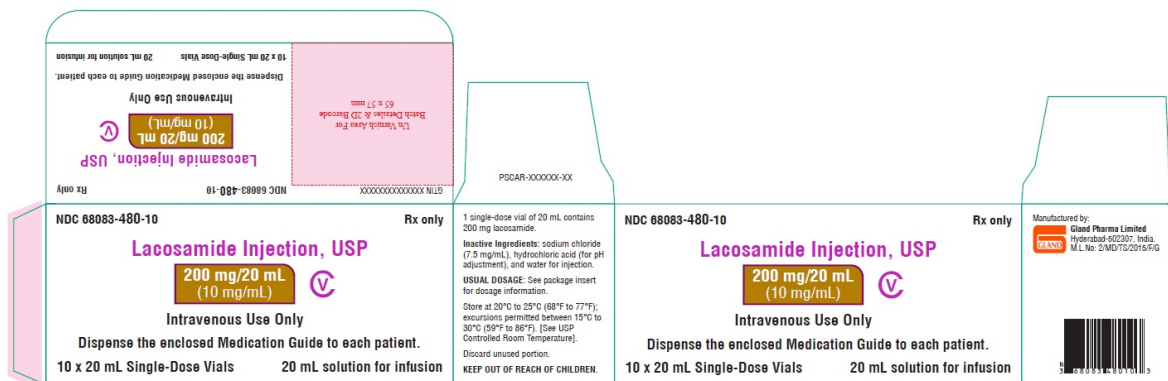 10 x 20 mL Single-Dose Vials 20 mL solution for infusion
Dispense the enclosed Medication Guide to each patient.
Intravenous Use Only
200 mg/20 mL
(10 mg/mL)
CV
Lacosamide Injection, USP
NDC 68083-480-10 Rx only
Un Varnish Area For
Batch Details & 2D Barcode
65 x 57 mm
GTIN XXXXXXXXXXXXXX
PSCAR-XXXXXX-XX
NDC 68083-480-10 Rx only
Lacosamide Injection, USP
200 mg/20 mL
(10 mg/mL)
CV
Intravenous Use Only
Dispense the enclosed Medication Guide to each patient.
10 x 20 mL Single-Dose Vials 20 mL solution for infusion
1 single-dose vial of 20 mL contains
200 mg lacosamide.
Inactive Ingredients: sodium chloride
(7.5 mg/mL), hydrochloric acid (for pH
adjustment), and water for injection.
USUAL DOSAGE: See package insert
for dosage information.
Store at 20°C to 25°C (68°F to 77°F);
excursions permitted between 15°C to
30°C (59°F to 86°F). [See USP
Controlled Room Temperature].
Discard unused portion.
KEEP OUT OF REACH OF CHILDREN.
NDC 68083-480-10 Rx only
Lacosamide Injection, USP
200 mg/20 mL
(10 mg/mL)
CV
Intravenous Use Only
Dispense the enclosed Medication Guide to each patient.
10 x 20 mL Single-Dose Vials 20 mL solution for infusion
Manufactured by:
GLAND
Gland Pharma Limited
Hyderabad-502307, India.
M.L.No: 2/MD/TS/2015/F/G
N
3 68083 48010 3